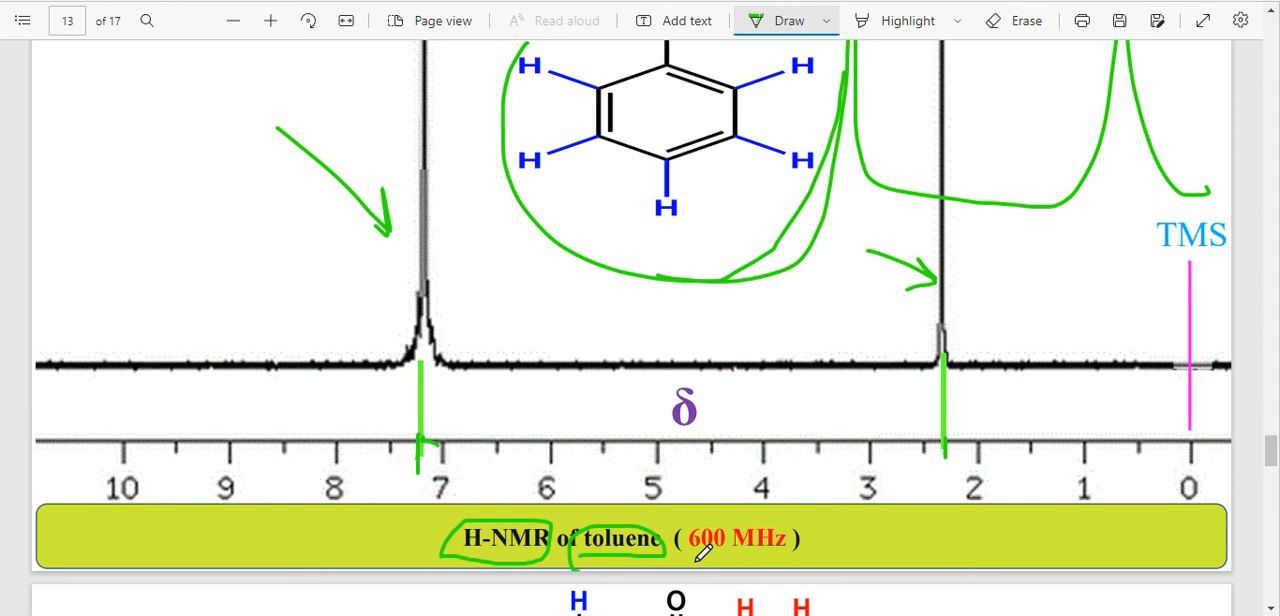 13 of 17 Page view Read aloud Add text Draw Highlight Erase
H H
H H
H
TMS
δ
10 9 8 7 6 5 4 3 2 1 0
H-NMR of toluene ( 600 MHz )
H O H H